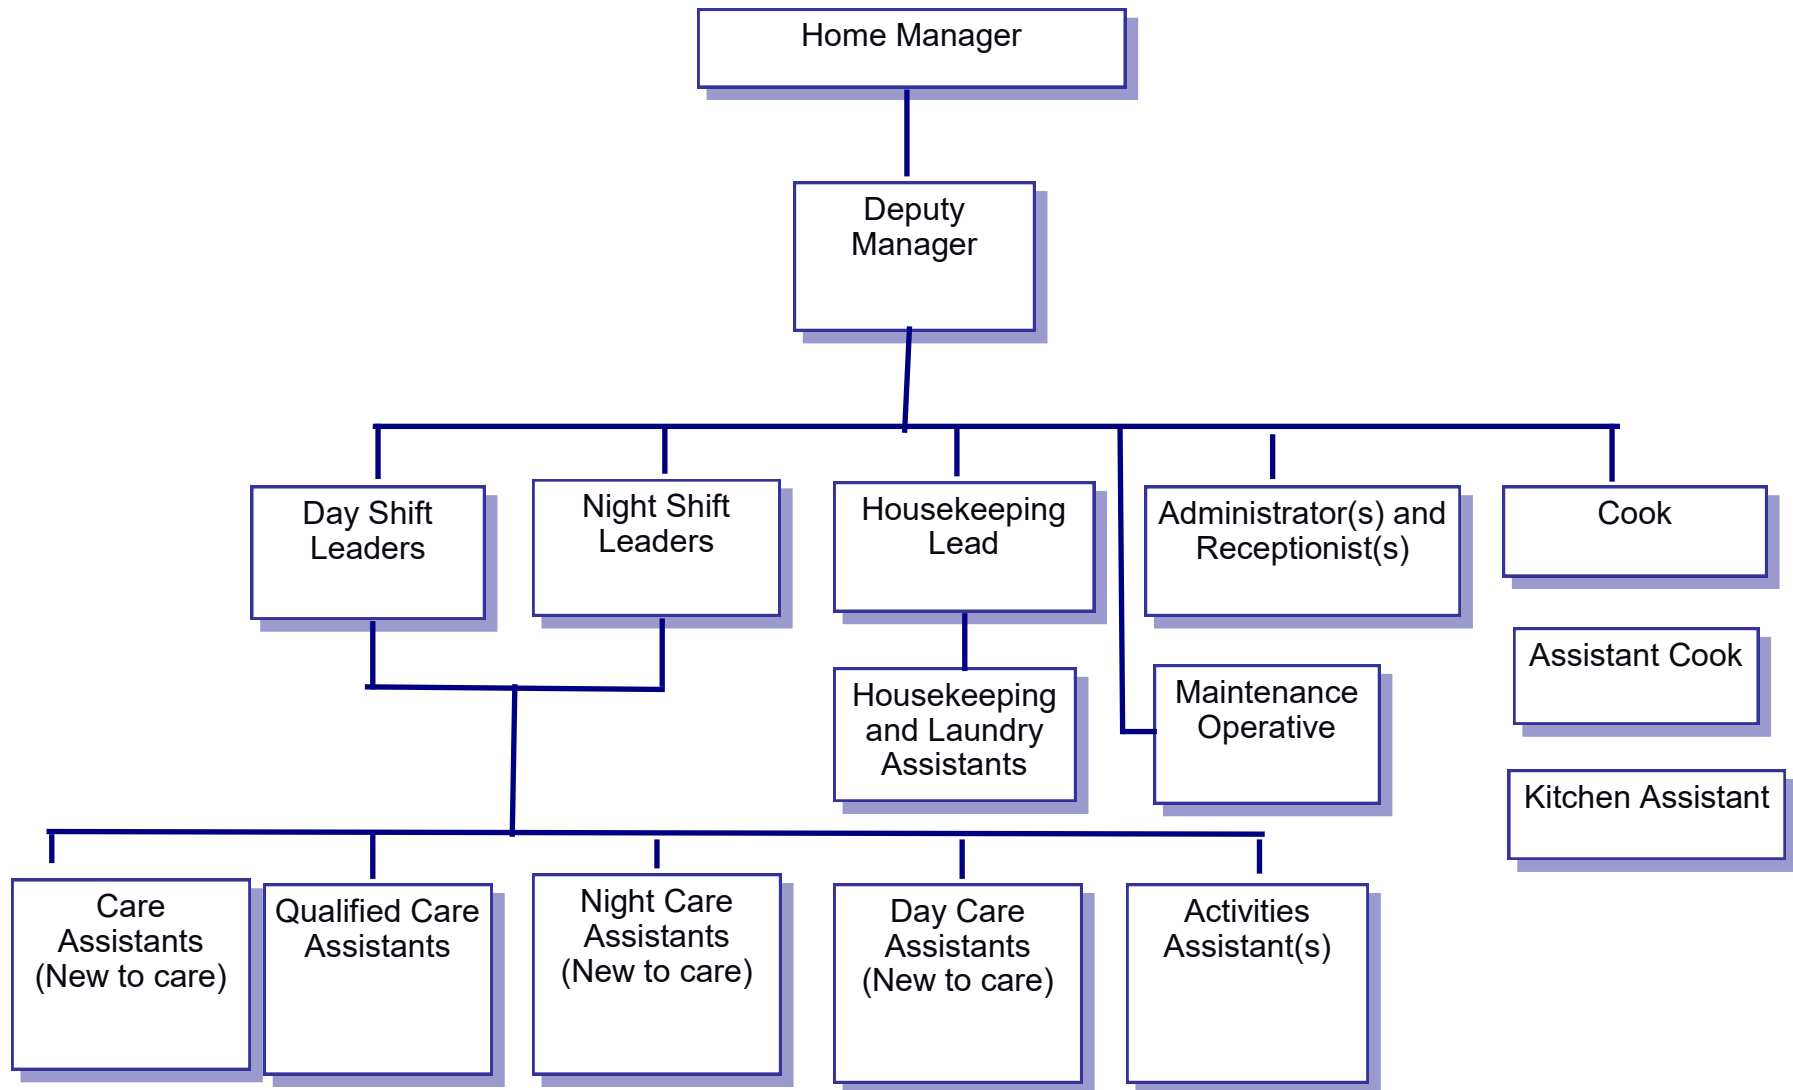 Home Manager
Deputy
Manager
Day Shift
Leaders
Night Shift
Leaders
Housekeeping
Lead
Administrator(s) and
Receptionist(s)
Cook
Assistant Cook
Housekeeping
and Laundry
Assistants
Maintenance
Operative
Kitchen Assistant
Care
Assistants
(New to care)
Qualified Care
Assistants
Night Care
Assistants
(New to care)
Day Care
Assistants
(New to care)
Activities
Assistant(s)